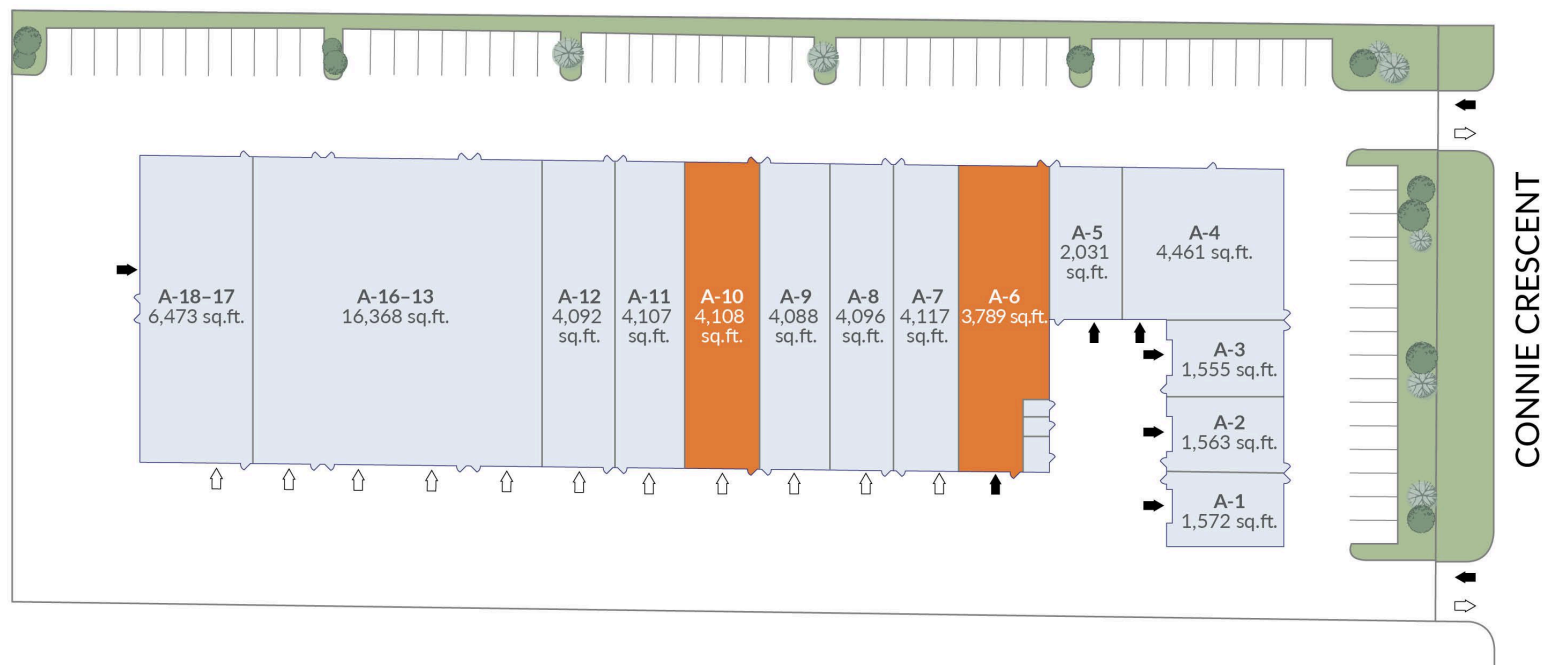 A-18–17
6,473 sq.ft.
A-16–13
16,368 sq.ft.
A-12
4,092
sq.ft.
A-11
4,107
sq.ft.
A-10
4,108
sq.ft.
A-9
4,088
sq.ft.
A-8
4,096
sq.ft.
A-7
4,117
sq.ft.
A-6
3,789 sq.ft.
A-5
2,031
sq.ft.
A-4
4,461 sq.ft.
A-3
1,555 sq.ft.
A-2
1,563 sq.ft.
A-1
1,572 sq.ft.
CONNIE CRESCENT